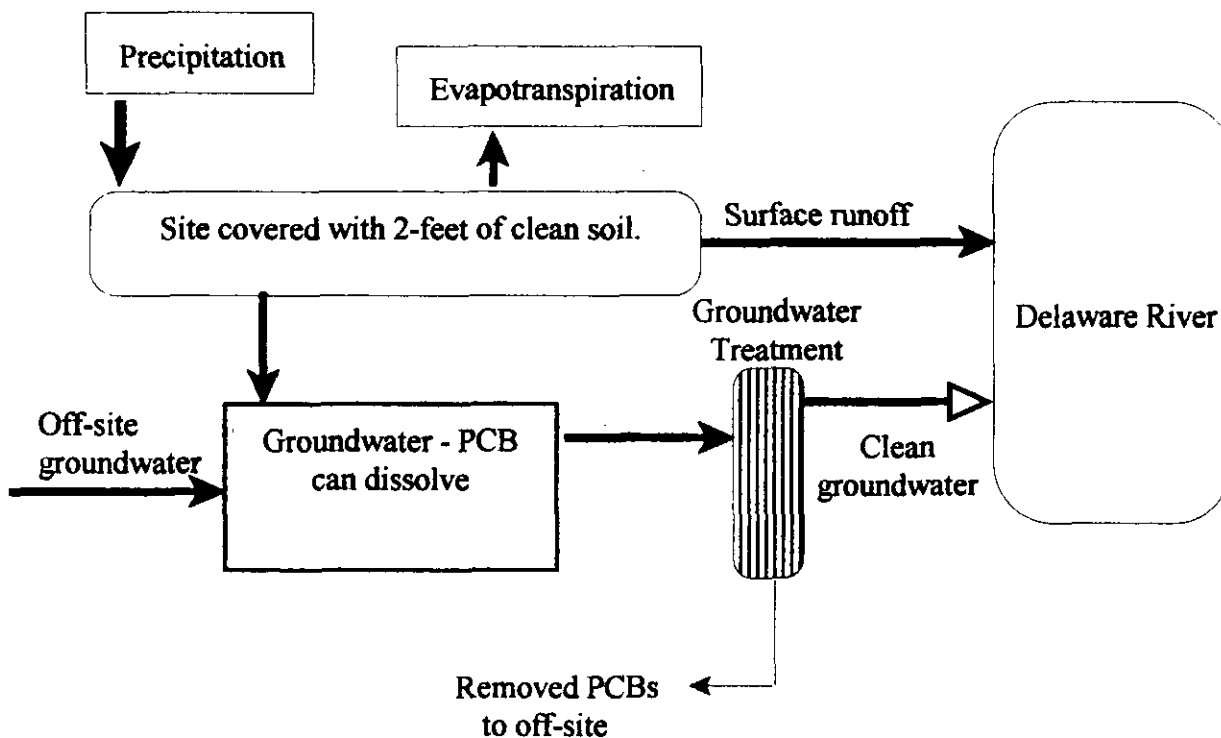 Precipitation
Evapotranspiration
Site covered with 2-feet of clean soil.
Surface runoff
Delaware River
Groundwater
Treatment
Off-site
groundwater
Groundwater - PCB
can dissolve
Clean
groundwater
Removed PCBs
to off-site